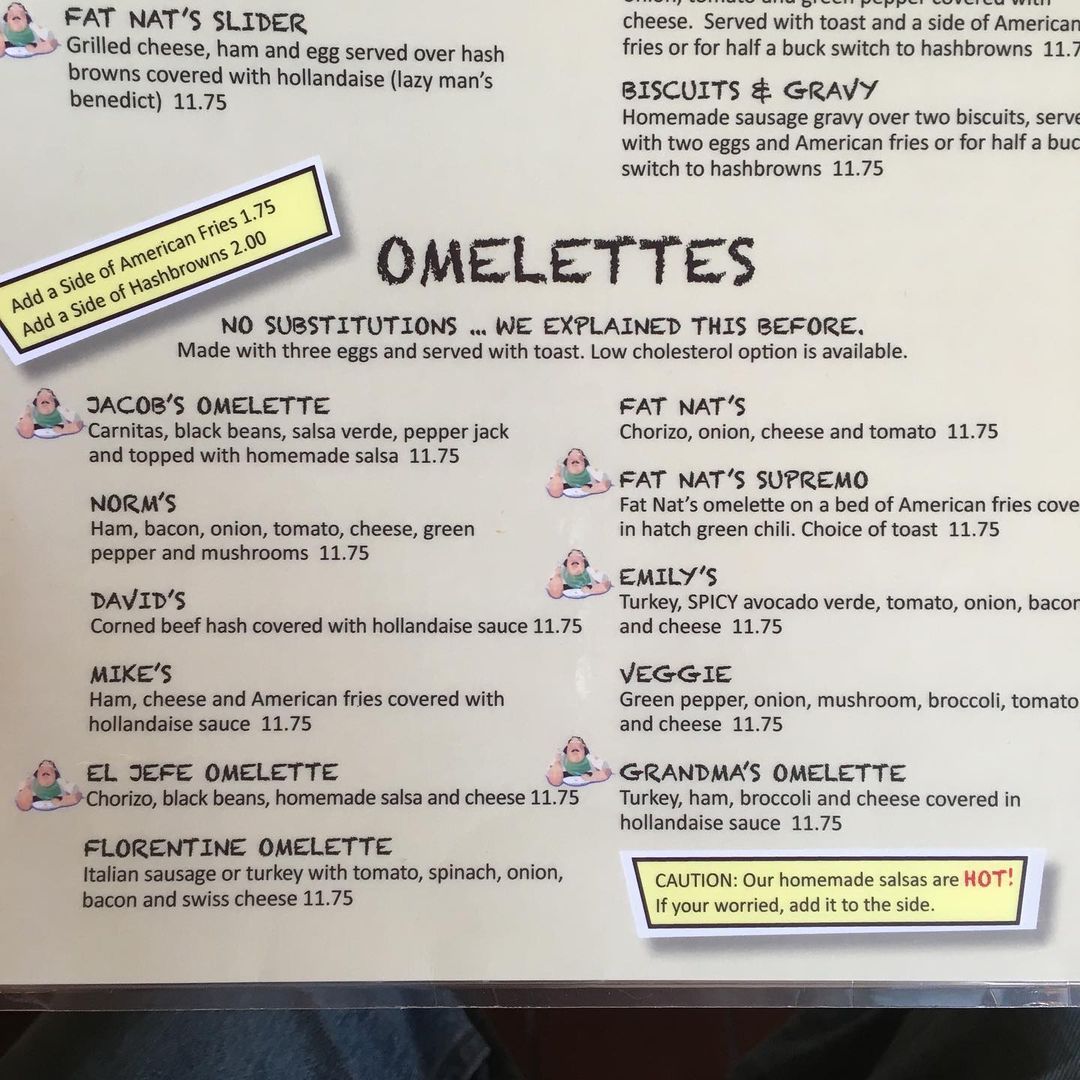 FAT NAT'S SLIDER
Grilled cheese, ham and egg served over hash
browns covered with hollandaise (lazy man's
benedict) 11.75
onion, tomato and green pepper covered with
cheese. Served with toast and a side of American
fries or for half a buck switch to hashbrowns
BISCUITS & GRAVY
Homemade sausage gravy over two biscuits,
with two eggs and American fries or for half a
switch to hashbrowns 11.75
Add a Side of American Fries 1.75
Add a Side of Hashbrowns 2.00
OMELETTES
NO SUBSTITUTIONS ... WE EXPLAINED THIS BEFORE.
Made with three eggs and served with toast. Low cholesterol option is available.
JACOB'S OMELETTE
Carnitas, black beans, salsa verde, pepper jack
and topped with homemade salsa 11.75
NORM'S
Ham, bacon, onion, tomato, cheese, green
pepper and mushrooms 11.75
DAVID'S
Corned beef hash covered with hollandaise sauce 11.75
MIKE'S
Ham, cheese and American fries covered with
hollandaise sauce 11.75
EL JEFE OMELETTE
Chorizo, black beans, homemade salsa and cheese 11.75
FLORENTINE OMELETTE
Italian sausage or turkey with tomato, spinach, onion,
bacon and swiss cheese 11.75
FAT NAT'S
Chorizo, onion, cheese and tomato 11.75
FAT NAT'S SUPREMO
Fat Nat's omelette on a bed of American fries
in hatch green chili. Choice of toast 11.75
EMILY'S
Turkey, SPICY avocado verde, tomato, onion, bacon
and cheese 11.75
VEGGIE
Green pepper, onion, mushroom, broccoli, tomato
and cheese 11.75
GRANDMA'S OMELETTE
Turkey, ham, broccoli and cheese covered in
hollandaise sauce 11.75
CAUTION: Our homemade salsas are HOT!
If your worried, add it to the side.